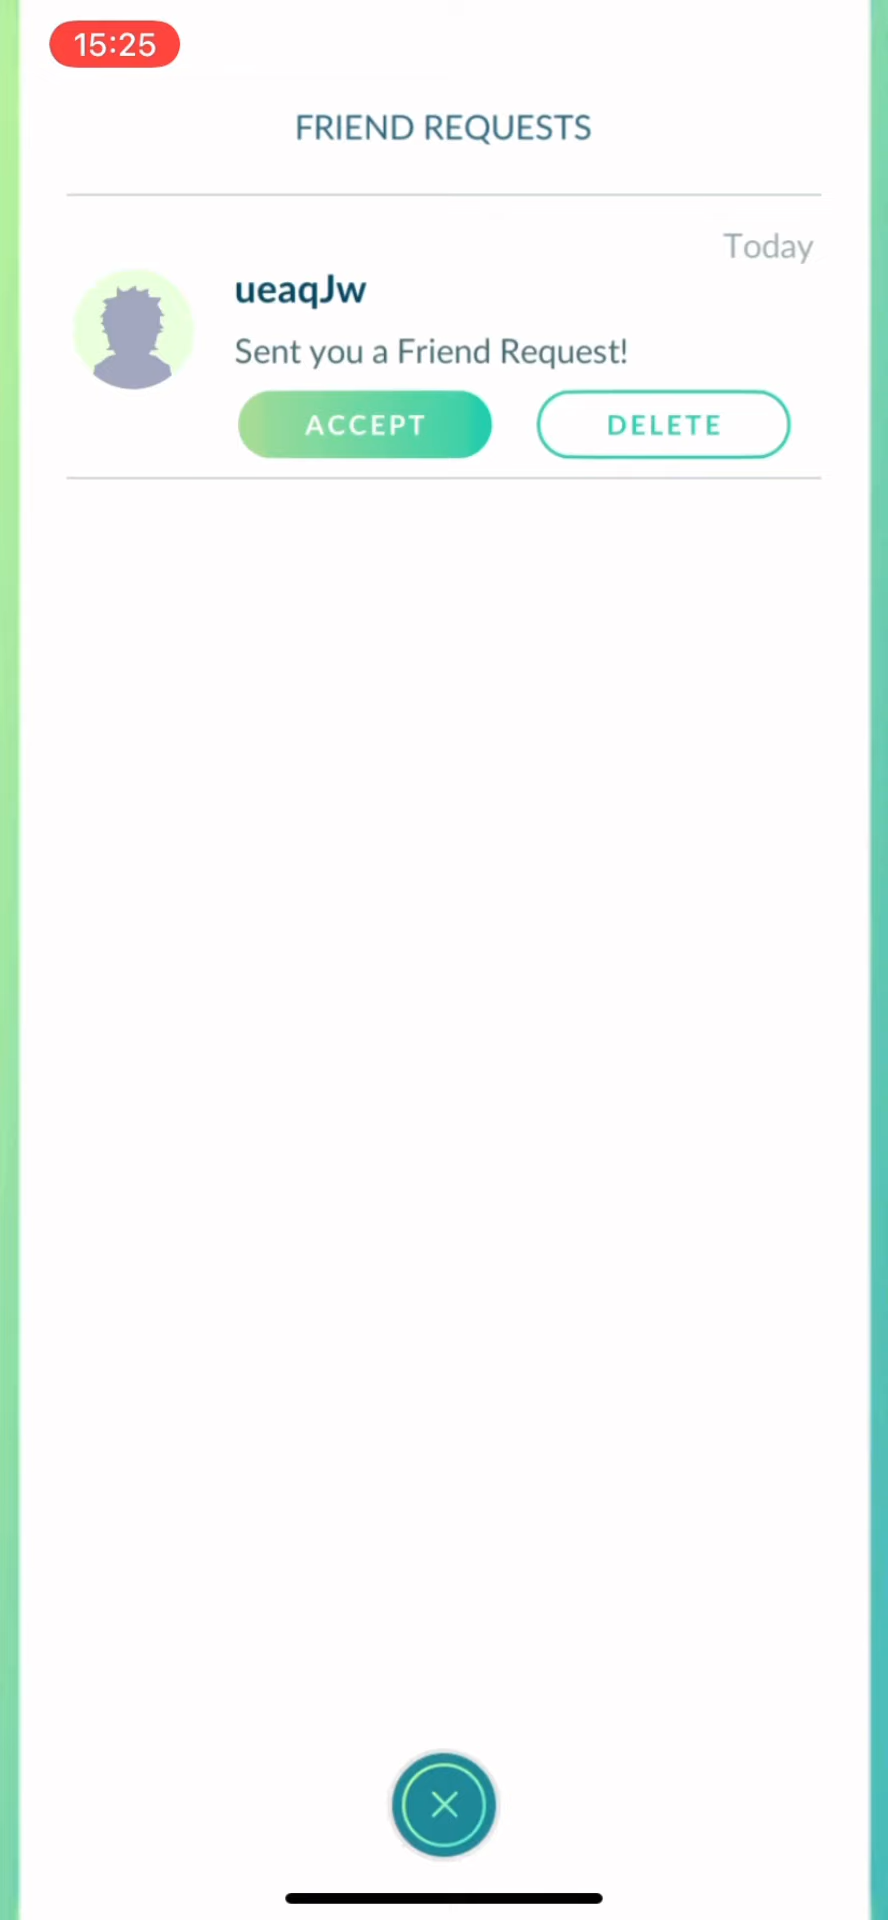 15:25
FRIEND REQUESTS
Today
ueaqJw
Sent you a Friend Request!
ACCEPT DELETE